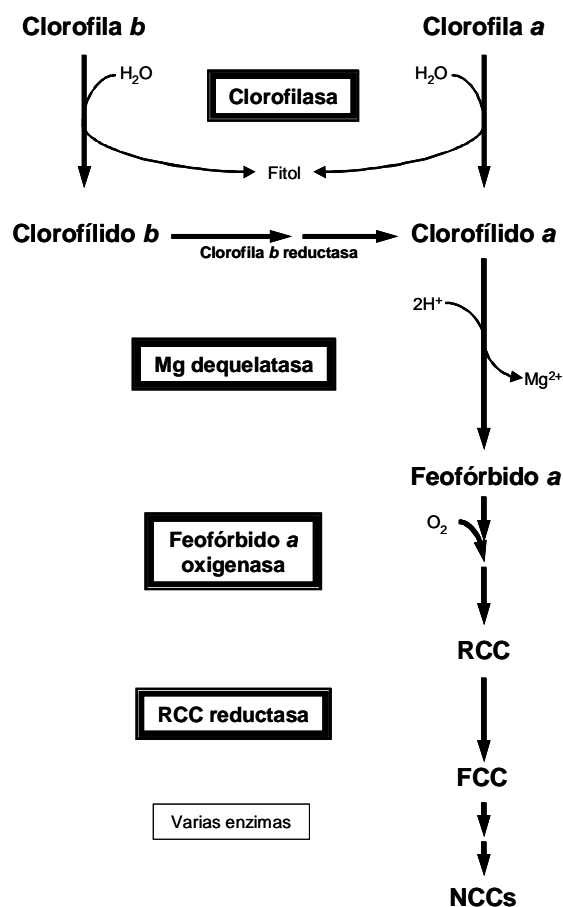 Clorofila b
Clorofila a
H2O
H2O
Clorofilasa
Fitol
Clorofílido b
Clorofílido a
Clorofila b reductasa
2H+
Mg dequelatasa
Mg2+
Feofórbido a
O2
Feofórbido a
oxigenasa
RCC
RCC reductasa
FCC
Varias enzimas
NCCs